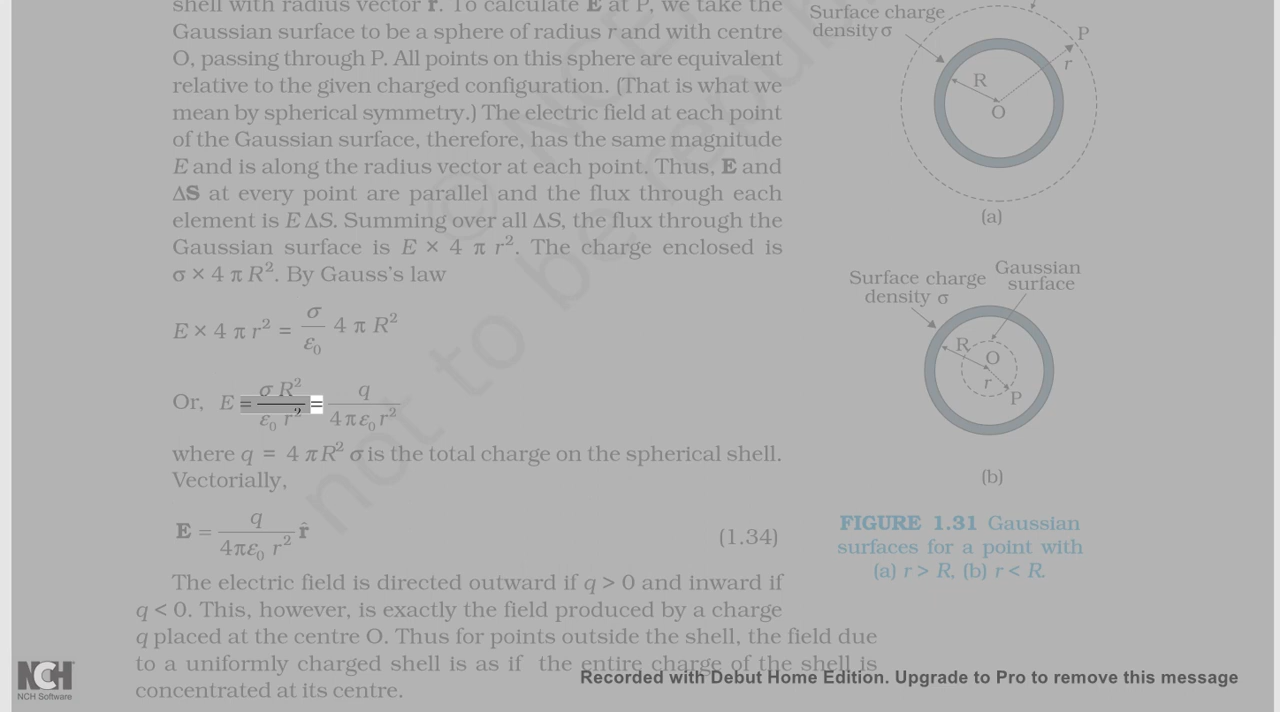 shell with radius vector r. To calculate E at P, we take the
Gaussian surface to be a sphere of radius r and with centre
O, passing through P. All points on this sphere are equivalent
relative to the given charged configuration. (That is what we
mean by spherical symmetry.) The electric field at each point
of the Gaussian surface, therefore, has the same magnitude
E and is along the radius vector at each point. Thus, E and
ΔS at every point are parallel and the flux through each
element is E ΔS. Summing over all ΔS, the flux through the
Gaussian surface is E × 4 π r². The charge enclosed is
σ × 4 π R². By Gauss's law
E × 4 π r² = σ/ε₀ 4 π R²
Or, E = σ R²/ε₀ r² = q/4 π ε₀ r²
where q = 4 π R² σ is the total charge on the spherical shell.
Vectorially,
E = q/4πε₀ r² r̂ (1.34)
The electric field is directed outward if q > 0 and inward if
q < 0. This, however, is exactly the field produced by a charge
q placed at the centre O. Thus for points outside the shell, the field due
to a uniformly charged shell is as if the entire charge of the shell is
concentrated at its centre.
Surface charge
density σ
P
r
R
O
(a)
Surface charge
density σ
Gaussian
surface
R
O
r
P
(b)
FIGURE 1.31 Gaussian
surfaces for a point with
(a) r > R, (b) r < R.
not to be republ
© NCE
NCH
NCH Software
Recorded with Debut Home Edition. Upgrade to Pro to remove this message